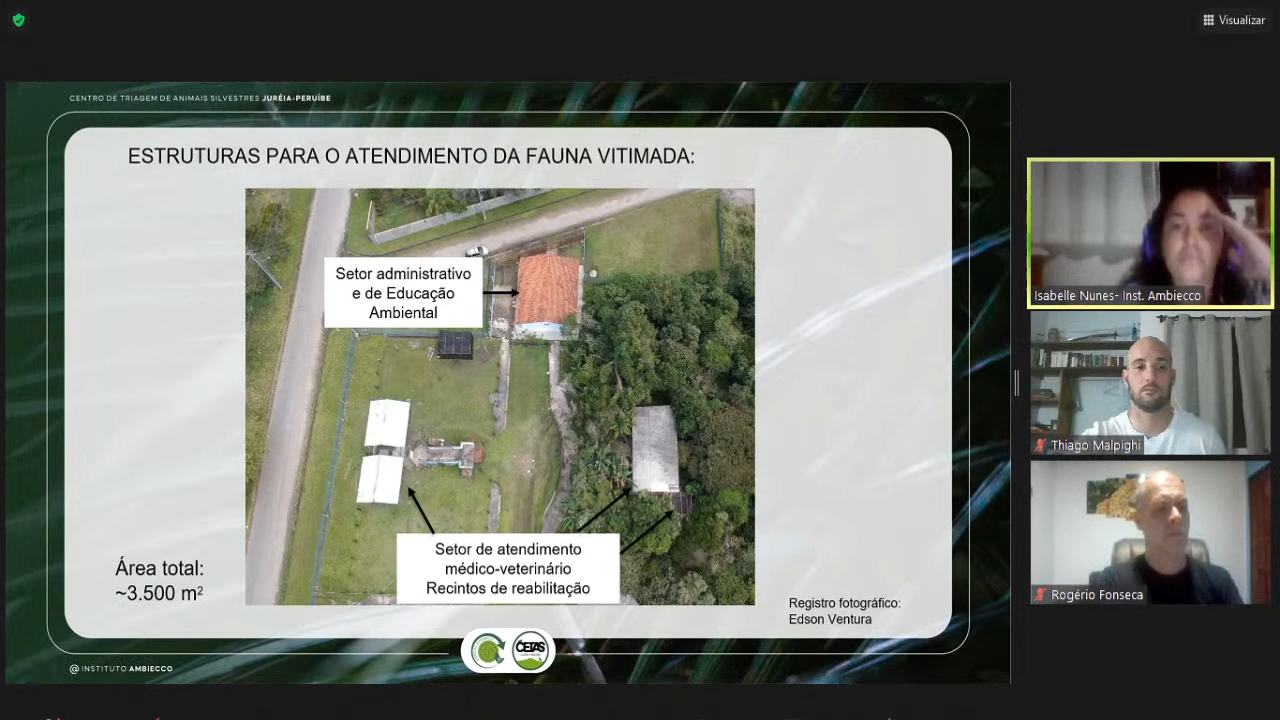 Visualizar
CENTRO DE TRIAGEM DE ANIMAIS SILVESTRES JURÉIA-PERUÍBE
ESTRUTURAS PARA O ATENDIMENTO DA FAUNA VITIMADA:
Setor administrativo
e de Educação
Ambiental
Setor de atendimento
médico-veterinário
Recintos de reabilitação
Área total:
~3.500 m²
Registro fotográfico:
Edson Ventura
CETAS
@ INSTITUTO AMBIECCO
Isabelle Nunes- Inst. Ambiecco
Thiago Malpighi
Rogério Fonseca